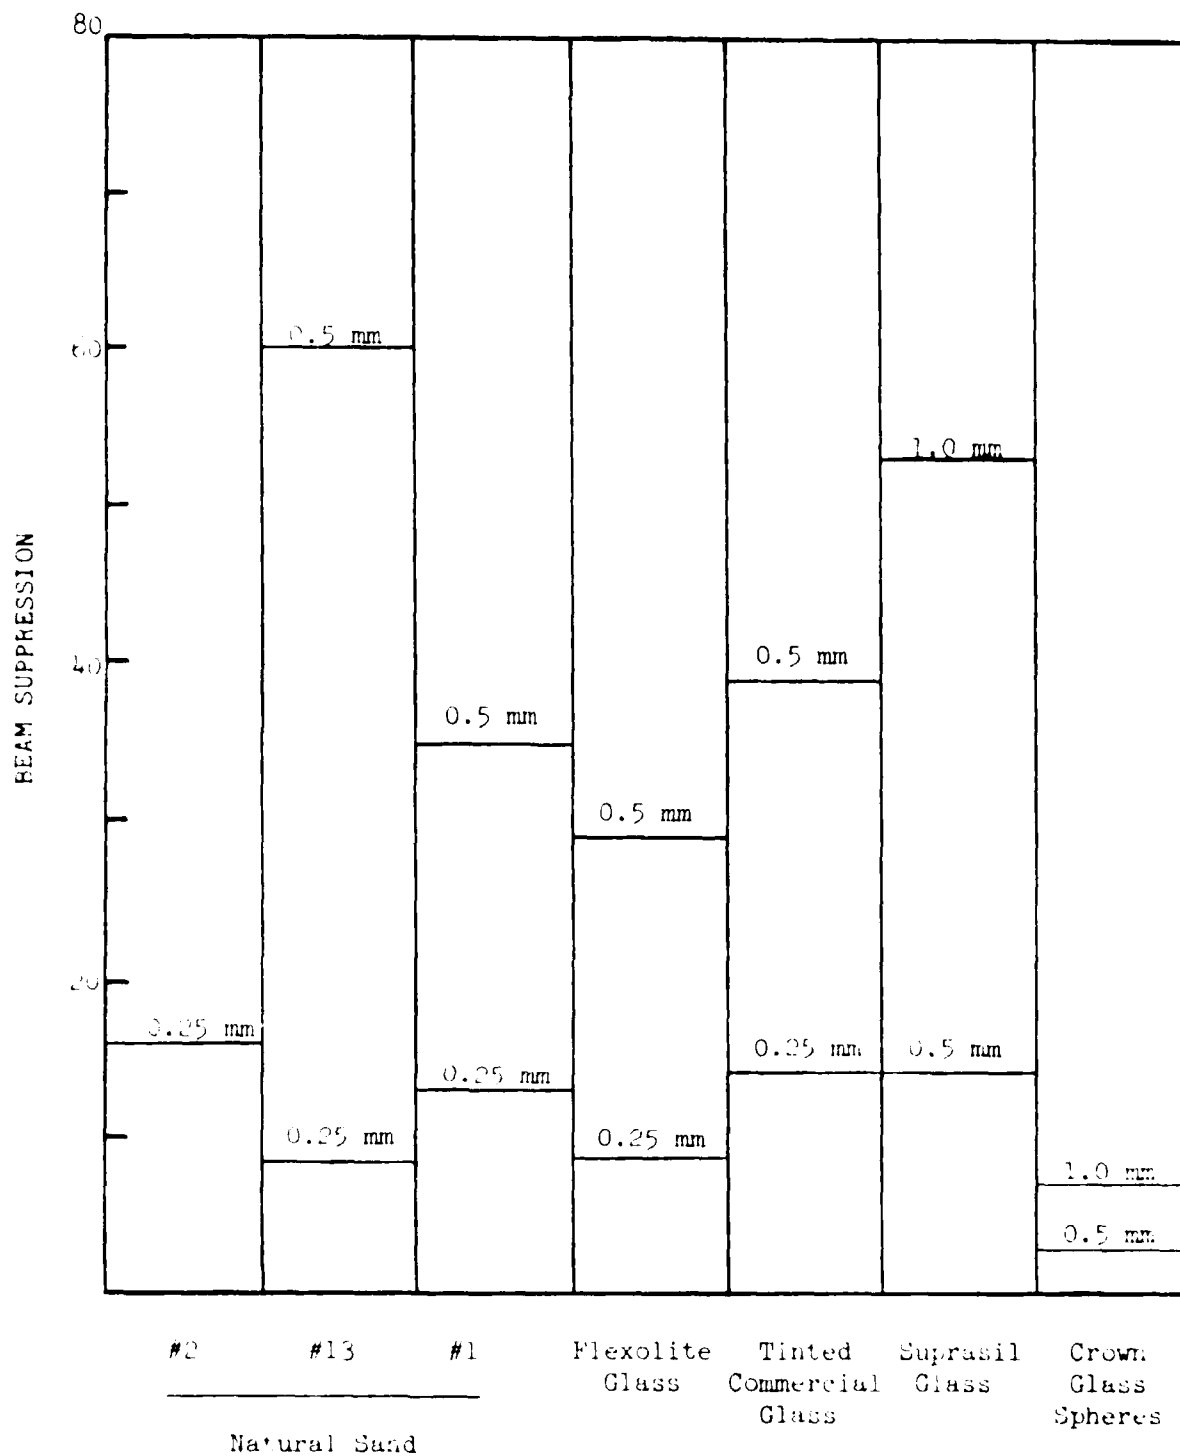 80
0.5 mm
60
1.0 mm
BEAM SUPPRESSION
40
0.5 mm
0.5 mm
0.5 mm
20
0.25 mm
0.25 mm
0.5 mm
0.25 mm
0.25 mm
0.25 mm
1.0 mm
0.5 mm
#2 #13 #1 Flexolite Tinted Suprasil Crown
Glass Commercial Glass Glass
Glass Spheres
Natural Sand